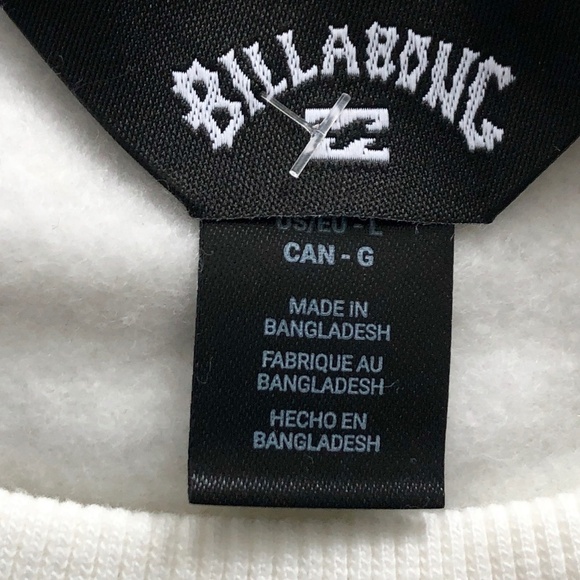 BILLABONG
US/EU - L
CAN - G
MADE iN
BANGLADESH
FABRIQUE AU
BANGLADESH
HECHO EN
BANGLADESH